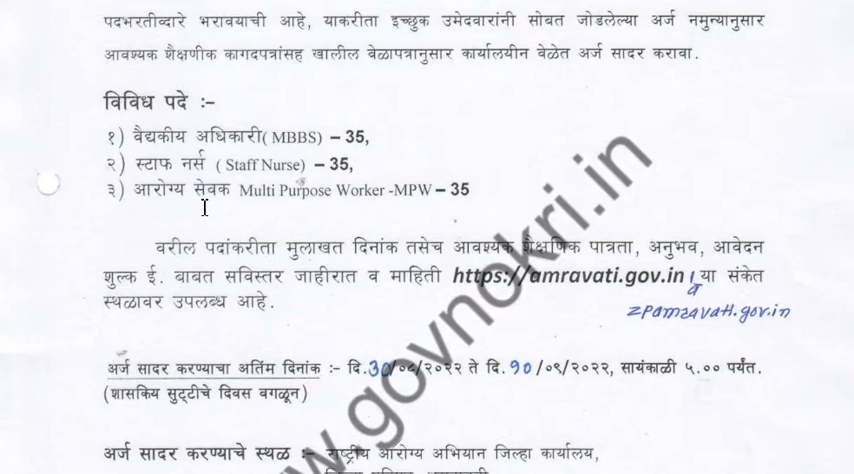 पदभरतीव्दारे भरावयाची आहे, याकरीता इच्छुक उमेदवारांनी सोबत जोडलेल्या अर्ज नमुन्यानुसार
आवश्यक शैक्षणीक कागदपत्रांसह खालील वेळापत्रानुसार कार्यालयीन वेळेत अर्ज सादर करावा.
विविध पदे :–
१) वैद्यकीय अधिकारी( MBBS) – 35,
२) स्टाफ नर्स ( Staff Nurse) – 35,
३) आरोग्य सेवक Multi Purpose Worker -MPW – 35
वरील पदांकरीता मुलाखत दिनांक तसेच आवश्यक शैक्षणिक पात्रता, अनुभव, आवेदन
शुल्क ई. बाबत सविस्तर जाहीरात व माहिती https://amravati.gov.in या संकेत
स्थळावर उपलब्ध आहे.
व zpamravati.gov.in
अर्ज सादर करण्याचा अतिंम दिनांक :– दि.30/०८/२०२२ ते दि. १०/०९/२०२२, सायंकाळी ५.०० पर्यंत.
(शासकिय सुट्टीचे दिवस वगळून)
अर्ज सादर करण्याचे स्थळ :– राष्ट्रीय आरोग्य अभियान जिल्हा कार्यालय,
www.govnokri.in